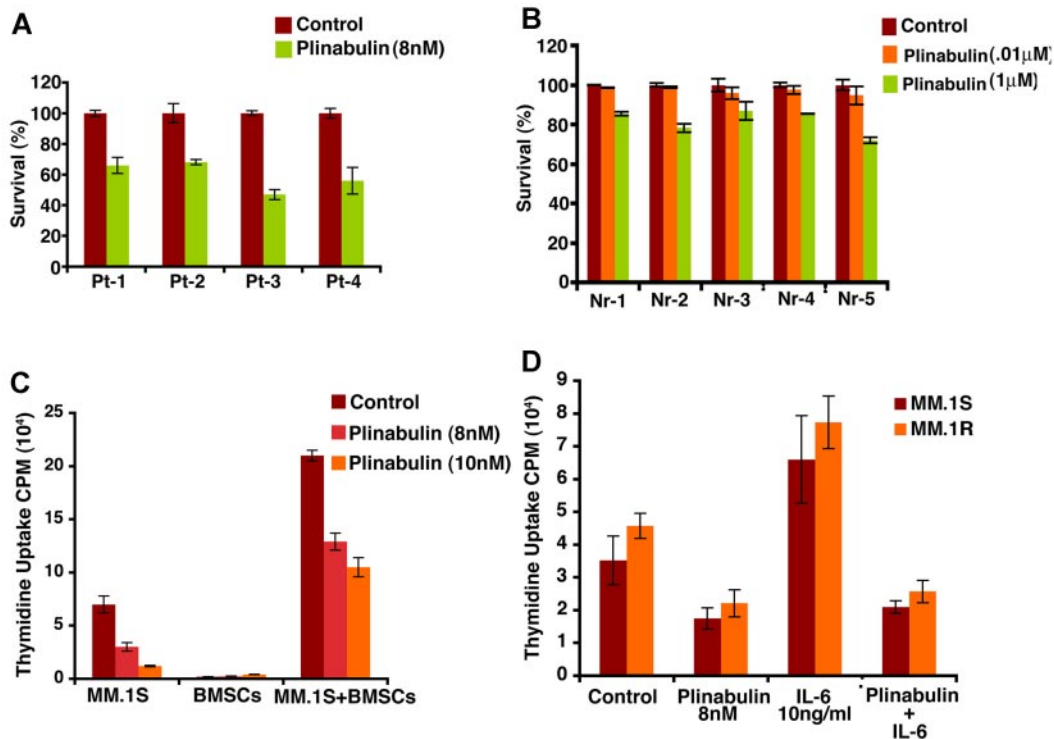 A
Control
Plinabulin (8nM)
Survival (%)
120
100
80
60
40
20
0
Pt-1 Pt-2 Pt-3 Pt-4
B
Control
Plinabulin (.01μM)
Plinabulin (1μM)
Survival (%)
120
100
80
60
40
20
0
Nr-1 Nr-2 Nr-3 Nr-4 Nr-5
C
Control
Plinabulin (8nM)
Plinabulin (10nM)
Thymidine Uptake CPM (10⁴)
25
20
15
10
5
0
MM.1S BMSCs MM.1S+BMSCs
D
MM.1S
MM.1R
Thymidine Uptake CPM (10⁴)
9
8
7
6
5
4
3
2
1
0
Control Plinabulin IL-6 Plinabulin
8nM 10ng/ml +
IL-6